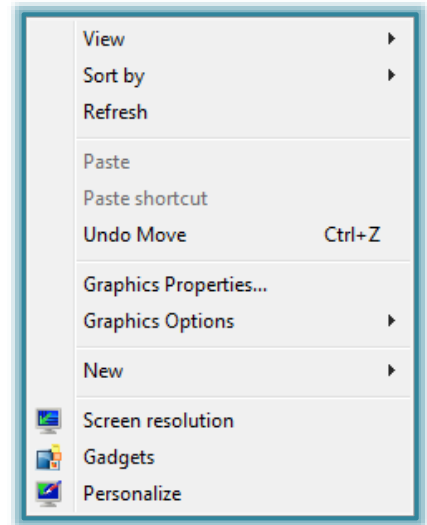 View
Sort by
Refresh
Paste
Paste shortcut
Undo Move Ctrl+Z
Graphics Properties...
Graphics Options
New
Screen resolution
Gadgets
Personalize